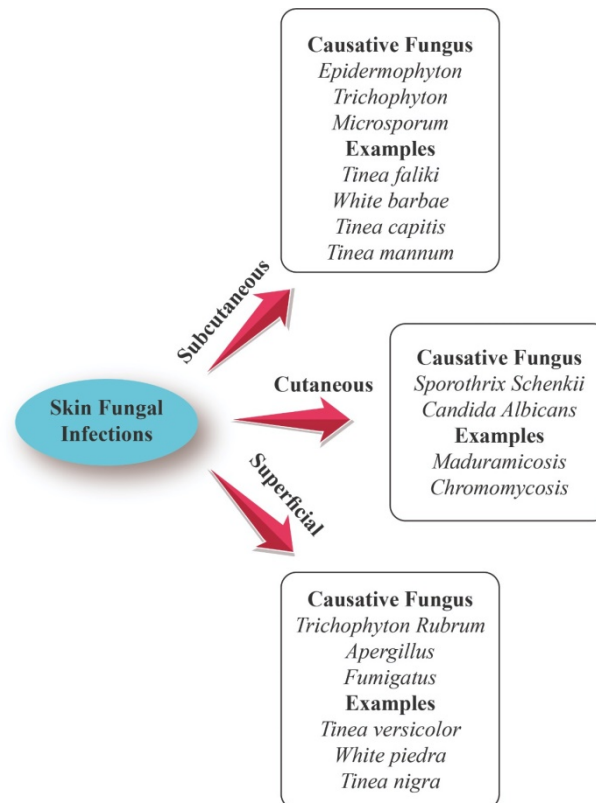 Causative Fungus
Epidermophyton
Trichophyton
Microsporum
Examples
Tinea faliki
White barbae
Tinea capitis
Tinea mannum
Subcutaneous
Skin Fungal
Infections
Cutaneous
Causative Fungus
Sporothrix Schenkii
Candida Albicans
Examples
Maduramicosis
Chromomycosis
Superficial
Causative Fungus
Trichophyton Rubrum
Apergillus
Fumigatus
Examples
Tinea versicolor
White piedra
Tinea nigra